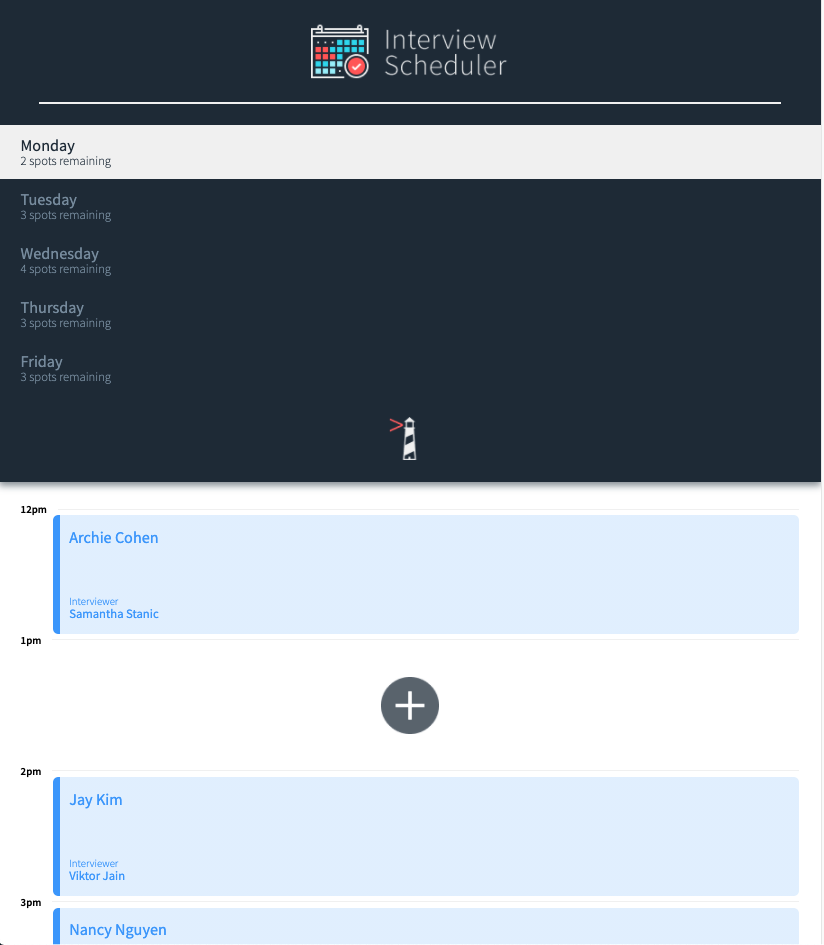 Interview
Scheduler
Monday
2 spots remaining
Tuesday
3 spots remaining
Wednesday
4 spots remaining
Thursday
3 spots remaining
Friday
3 spots remaining
12pm
Archie Cohen
Interviewer
Samantha Stanic
1pm
2pm
Jay Kim
Interviewer
Viktor Jain
3pm
Nancy Nguyen